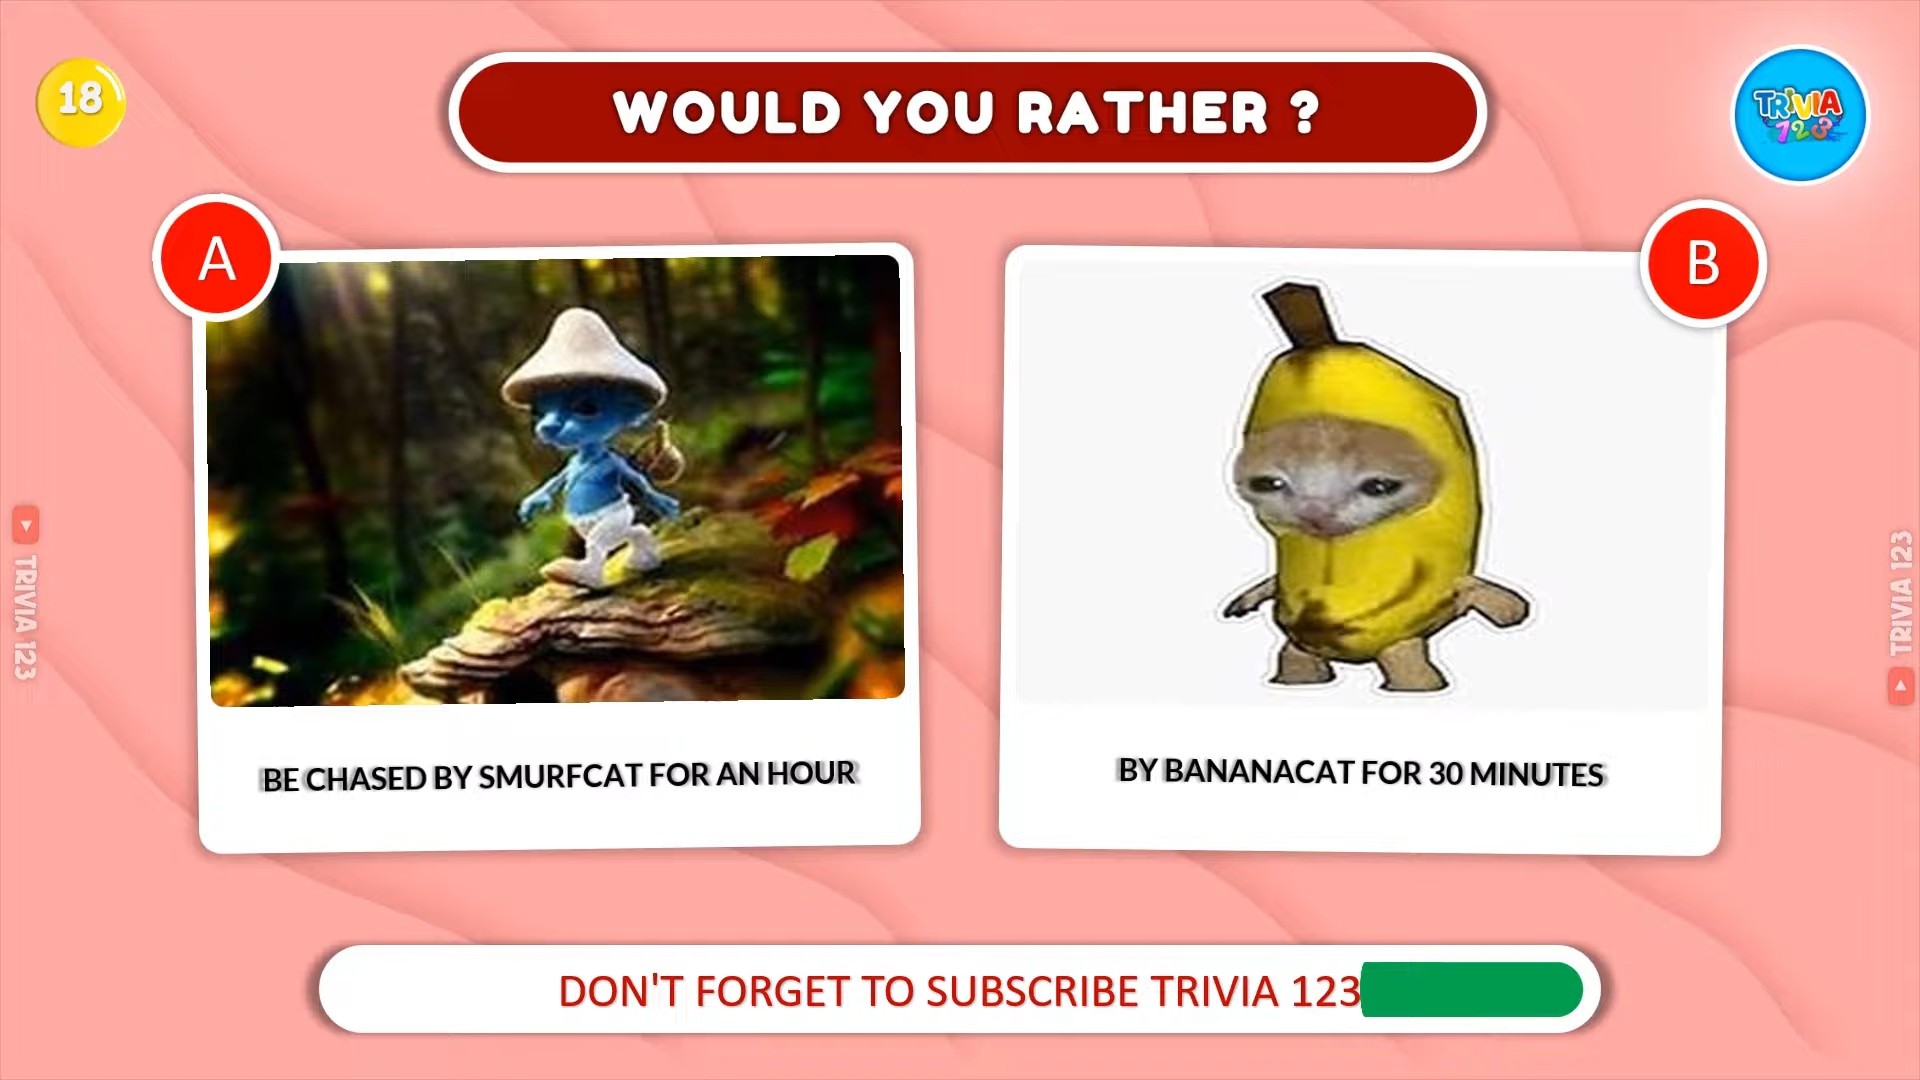 18
WOULD YOU RATHER ?
TRIVIA
123
A
B
BE CHASED BY SMURFCAT FOR AN HOUR
BY BANANACAT FOR 30 MINUTES
TRIVIA 123
TRIVIA 123
DON'T FORGET TO SUBSCRIBE TRIVIA 123